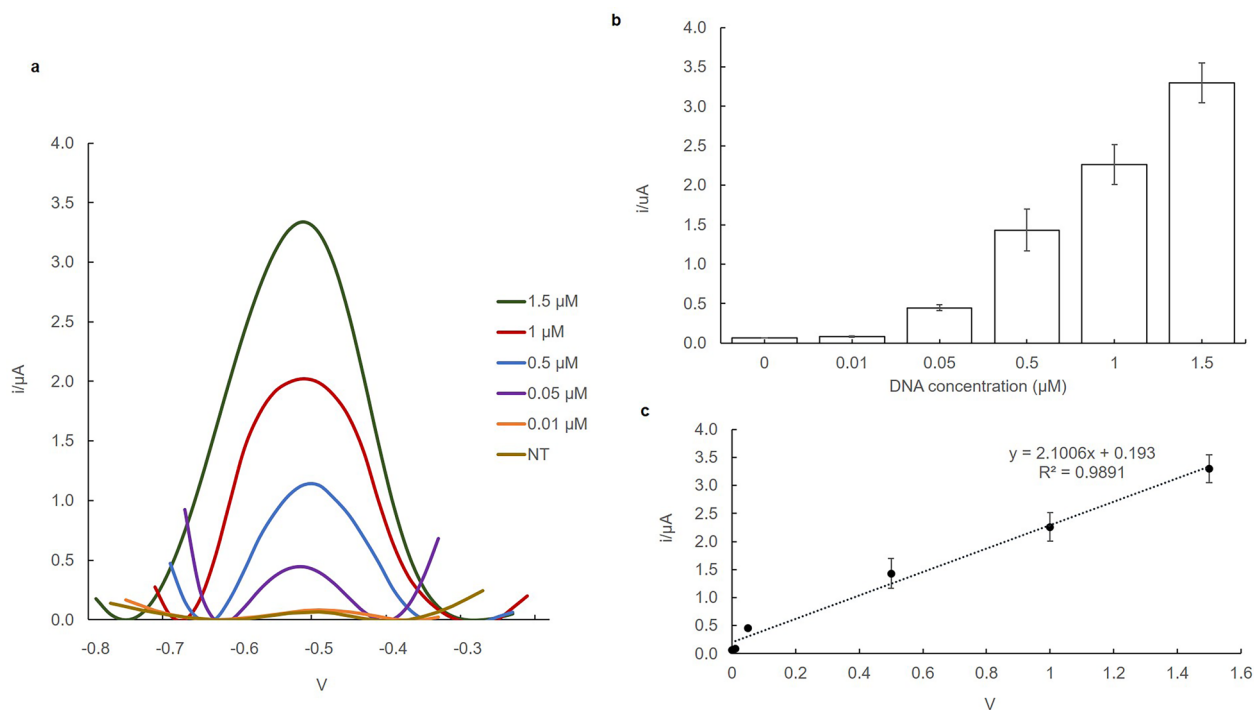 a
4.0
3.5
3.0
2.5
2.0
1.5
1.0
0.5
0.0
i/µA
-0.8 -0.7 -0.6 -0.5 -0.4 -0.3
V
1.5 µM
1 µM
0.5 µM
0.05 µM
0.01 µM
NT
b
4.0
3.5
3.0
2.5
2.0
1.5
1.0
0.5
0.0
i/uA
0 0.01 0.05 0.5 1 1.5
DNA concentration (µM)
c
4.0
3.5
3.0
2.5
2.0
1.5
1.0
0.5
0.0
i/µA
y = 2.1006x + 0.193
R² = 0.9891
0 0.2 0.4 0.6 0.8 1 1.2 1.4 1.6
V